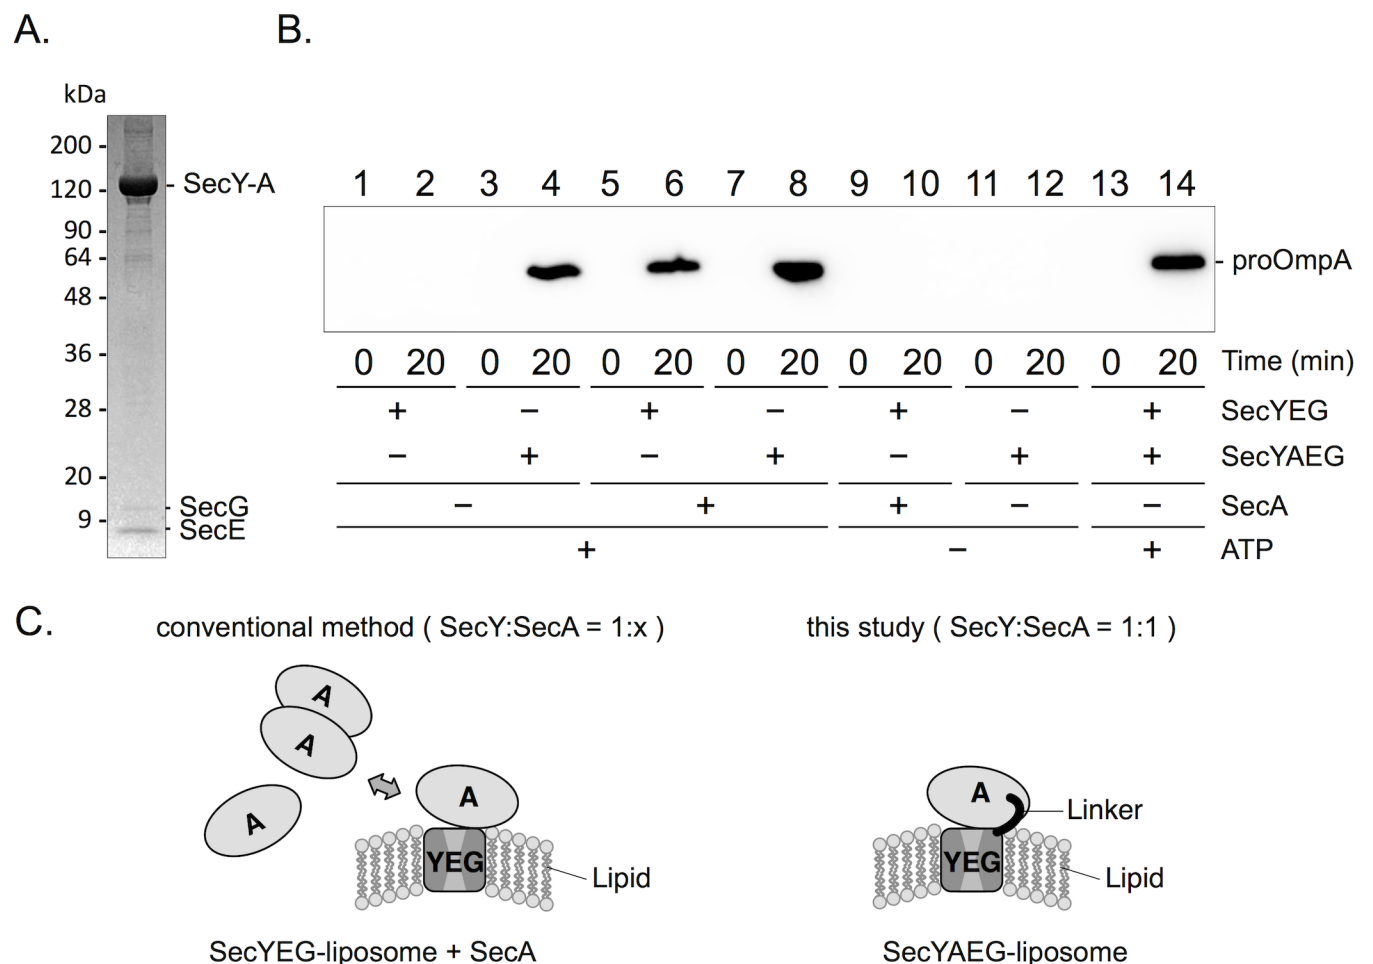 A.
B.
kDa
200
120
90
64
48
36
28
20
9
SecY-A
SecG
SecE
1 2 3 4 5 6 7 8 9 10 11 12 13 14
proOmpA
0 20 0 20 0 20 0 20 0 20 0 20 0 20 Time (min)
+ − + − + − + SecYEG
− + − + − + + SecYAEG
− + + − − SecA
+ − + ATP
C.
conventional method ( SecY:SecA = 1:x )
this study ( SecY:SecA = 1:1 )
A
A
A
A
YEG
Lipid
SecYEG-liposome + SecA
A
Linker
YEG
Lipid
SecYAEG-liposome